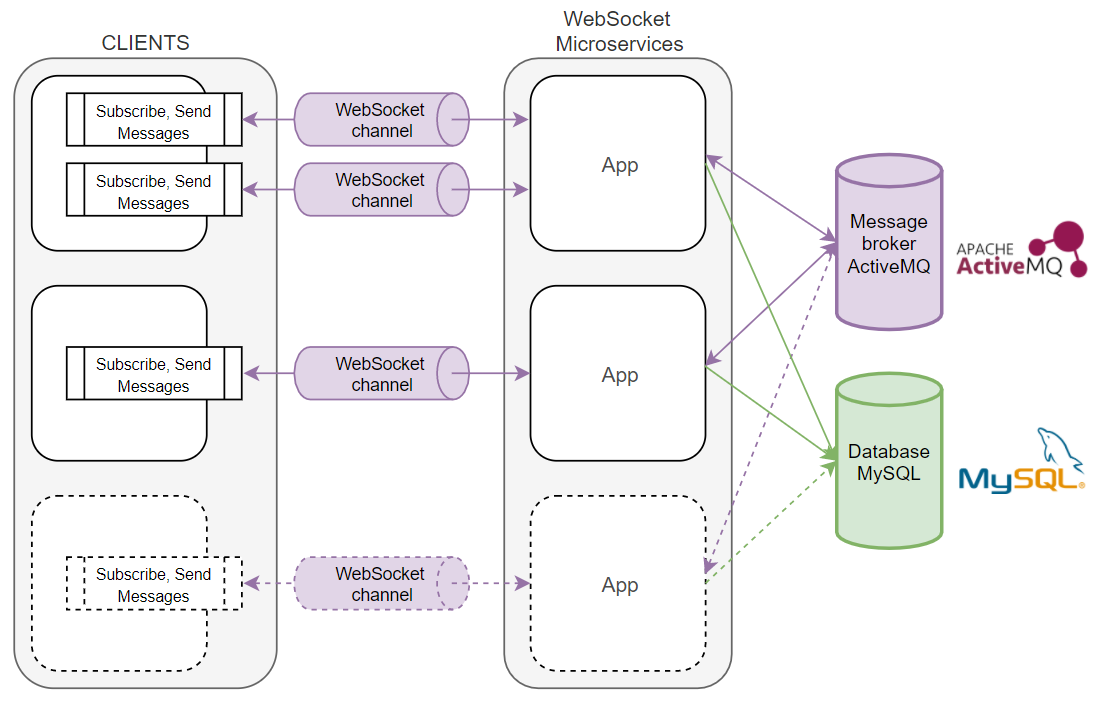 CLIENTS
WebSocket
Microservices
Subscribe, Send
Messages
WebSocket
channel
Subscribe, Send
Messages
WebSocket
channel
App
Subscribe, Send
Messages
WebSocket
channel
App
Subscribe, Send
Messages
WebSocket
channel
App
Message
broker
ActiveMQ
APACHE
ActiveMQ
Database
MySQL
MySQL®